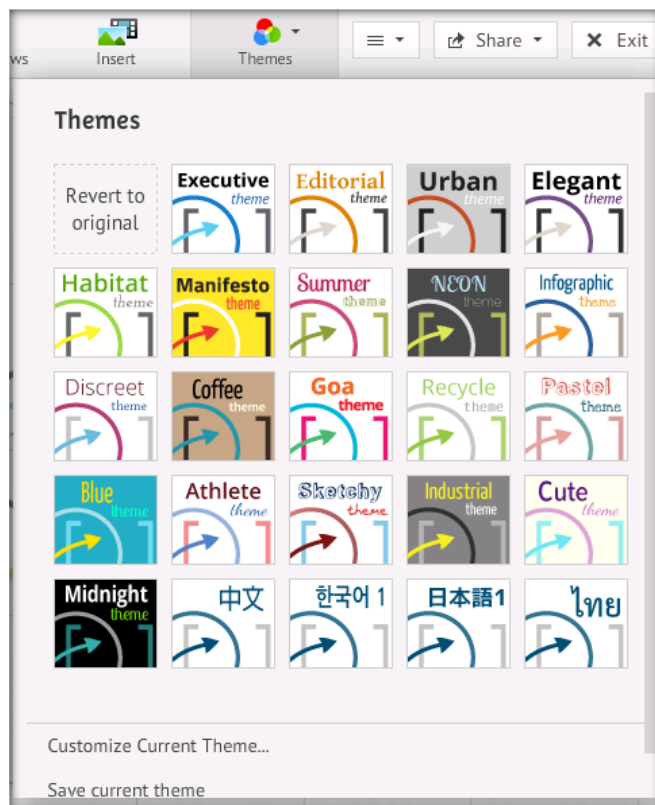 ws
Insert
Themes
Share
Exit
Themes
Revert to
original
Executive
theme
Editorial
theme
Urban
theme
Elegant
theme
Habitat
theme
Manifesto
theme
Summer
theme
NEON
theme
Infographic
theme
Discreet
theme
Coffee
theme
Goa
theme
Recycle
theme
Pastel
theme
Blue
theme
Athlete
theme
Sketchy
theme
Industrial
theme
Cute
theme
Midnight
theme
中文
한국어 1
日本語1
ไทย
Customize Current Theme...
Save current theme